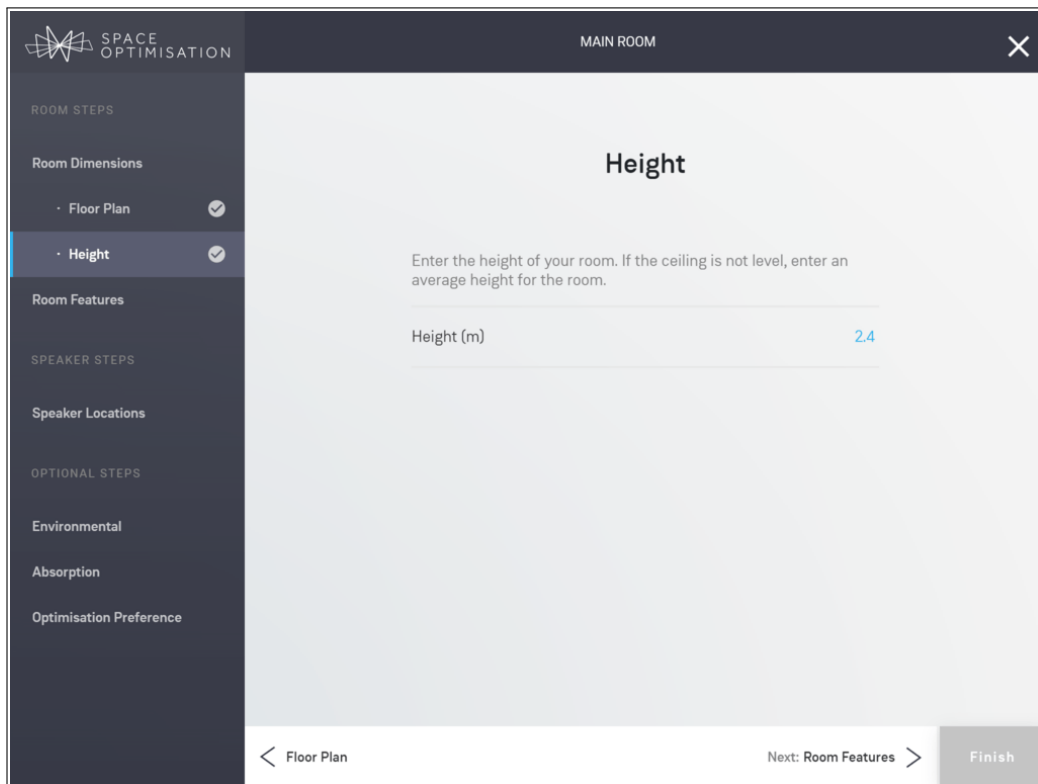 SPACE
OPTIMISATION
MAIN ROOM
ROOM STEPS
Room Dimensions
· Floor Plan
· Height
Room Features
SPEAKER STEPS
Speaker Locations
OPTIONAL STEPS
Environmental
Absorption
Optimisation Preference
Height
Enter the height of your room. If the ceiling is not level, enter an
average height for the room.
Height (m) 2.4
Floor Plan
Next: Room Features
Finish